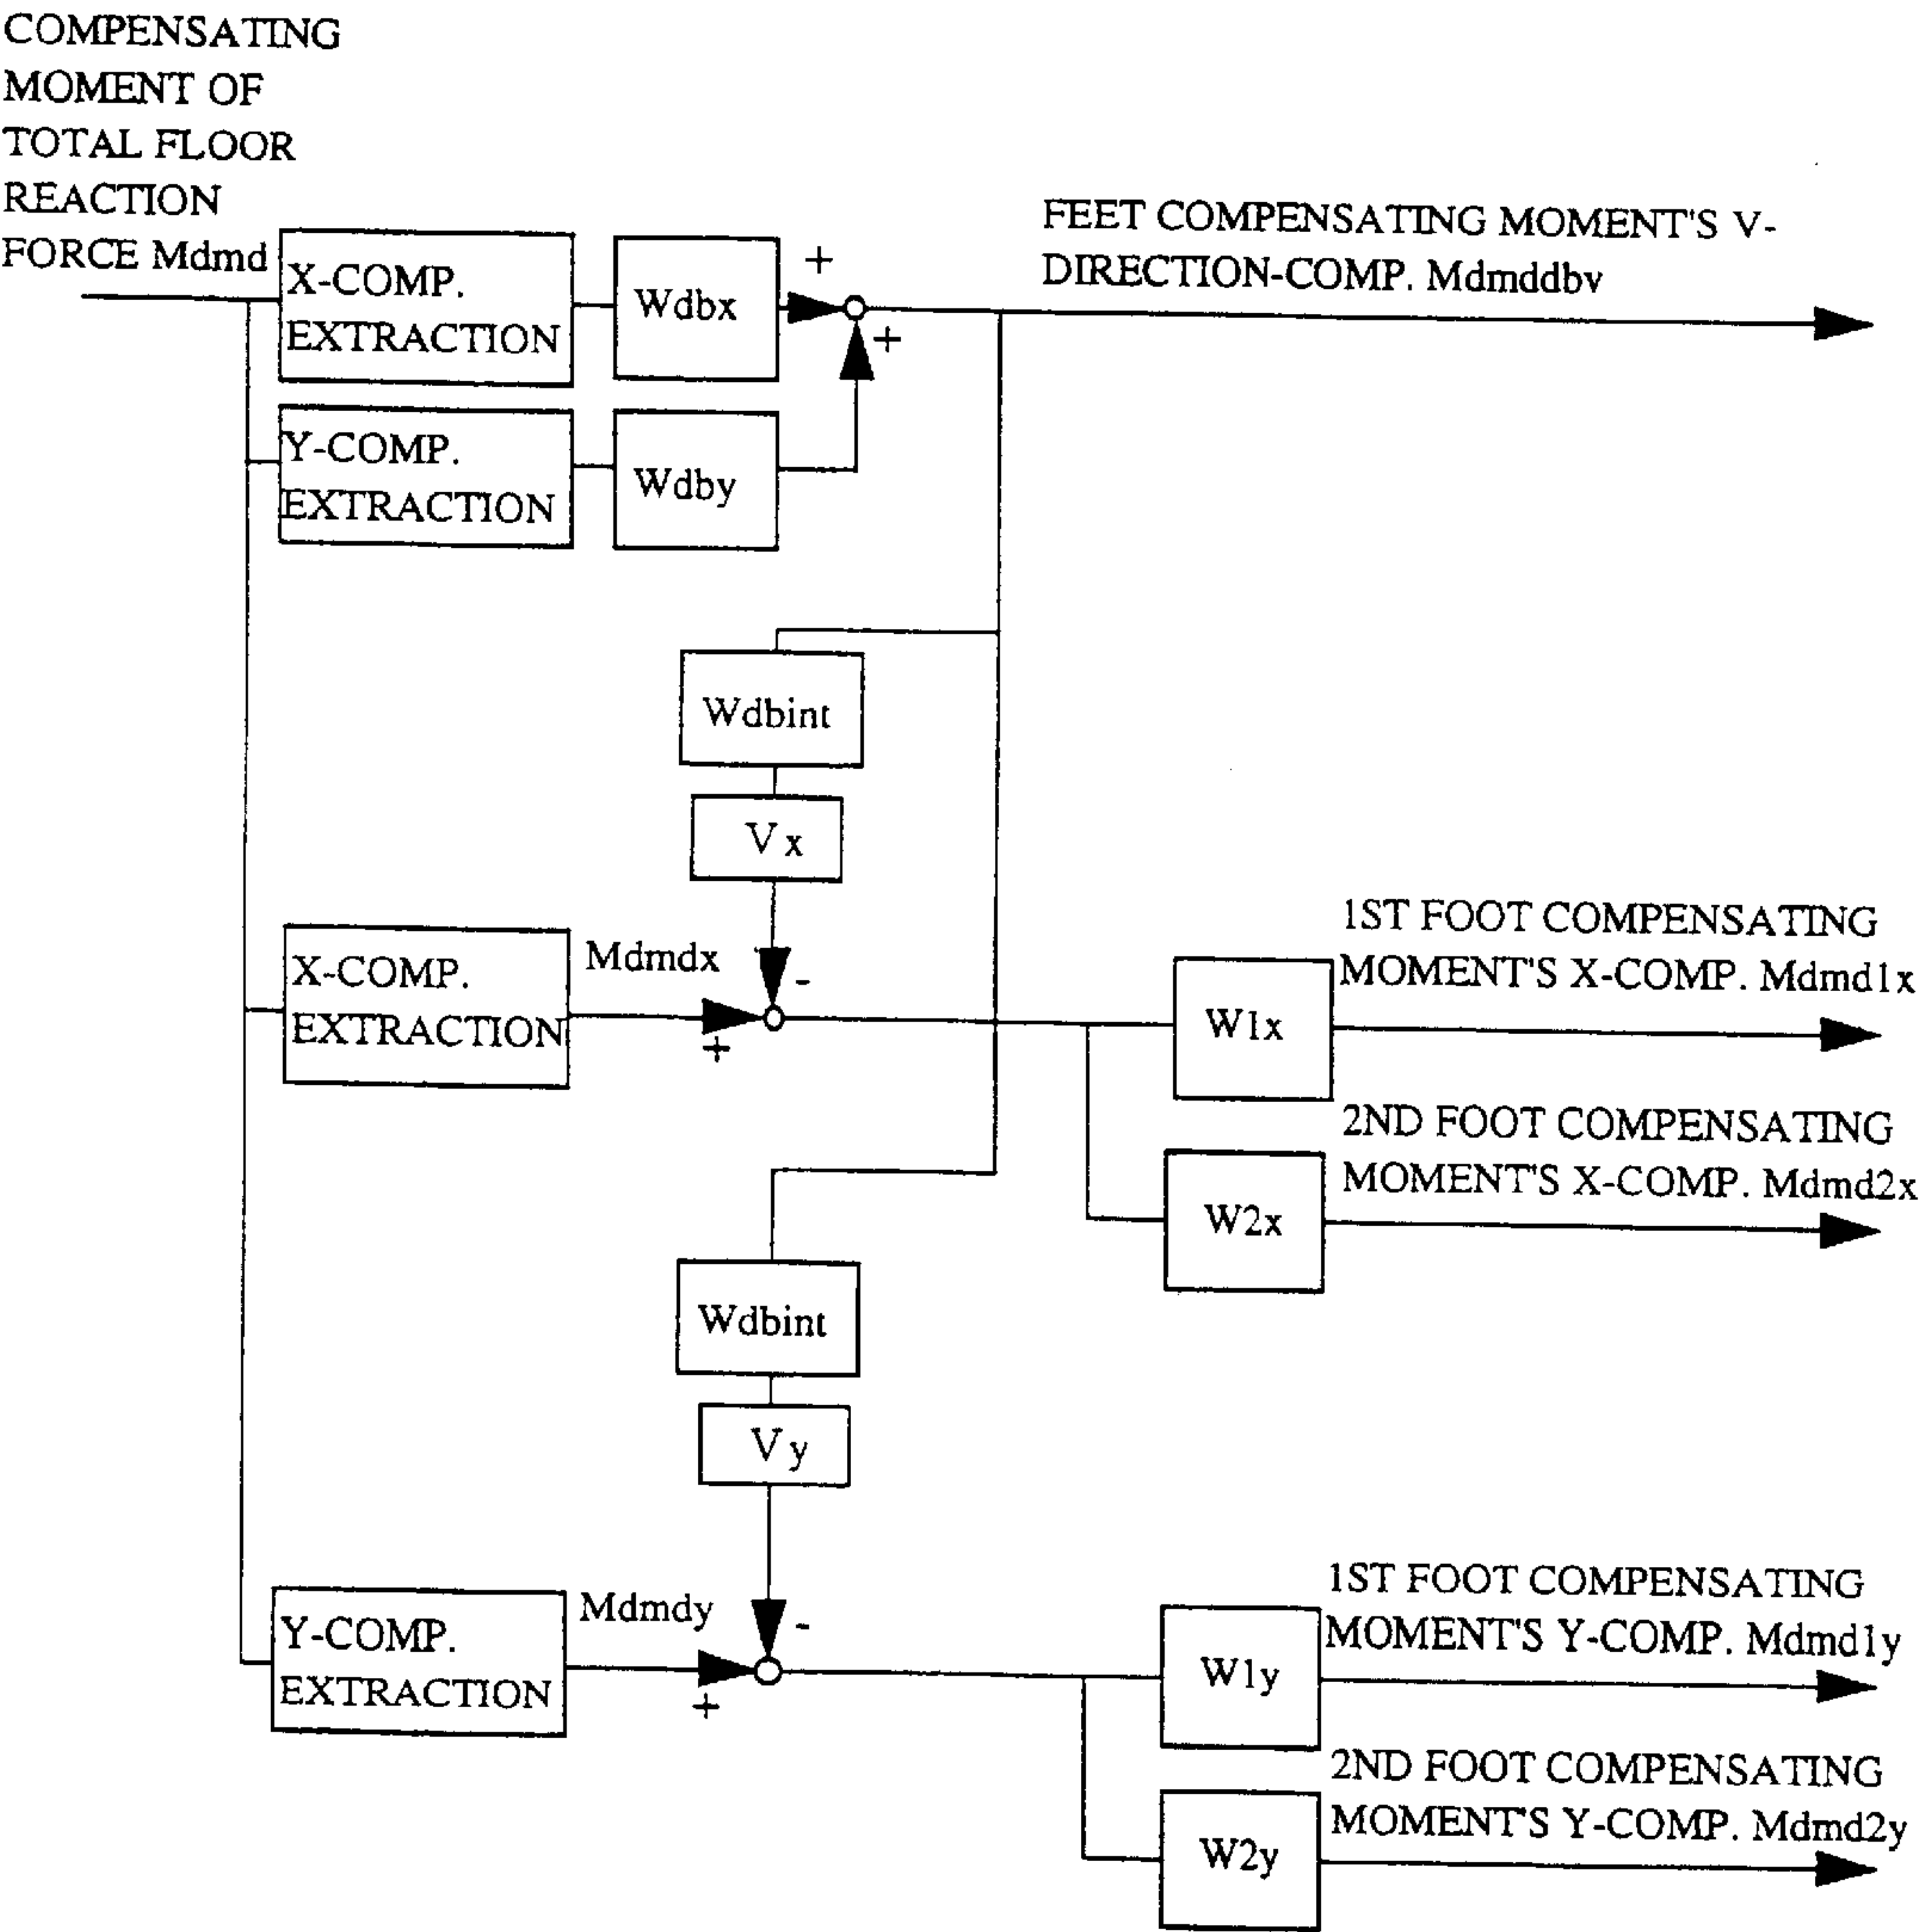 COMPENSATING
MOMENT OF
TOTAL FLOOR
REACTION
FORCE Mdmd
X-COMP.
EXTRACTION
Wdbx
+
+
FEET COMPENSATING MOMENT'S V-
DIRECTION-COMP. Mdmddbv
Y-COMP.
EXTRACTION
Wdby
Wdbint
Vx
X-COMP.
EXTRACTION
Mdmdx
-
+
W1x
1ST FOOT COMPENSATING
MOMENT'S X-COMP. Mdmd1x
W2x
2ND FOOT COMPENSATING
MOMENT'S X-COMP. Mdmd2x
Wdbint
Vy
Y-COMP.
EXTRACTION
Mdmdy
-
+
W1y
1ST FOOT COMPENSATING
MOMENT'S Y-COMP. Mdmd1y
W2y
2ND FOOT COMPENSATING
MOMENT'S Y-COMP. Mdmd2y